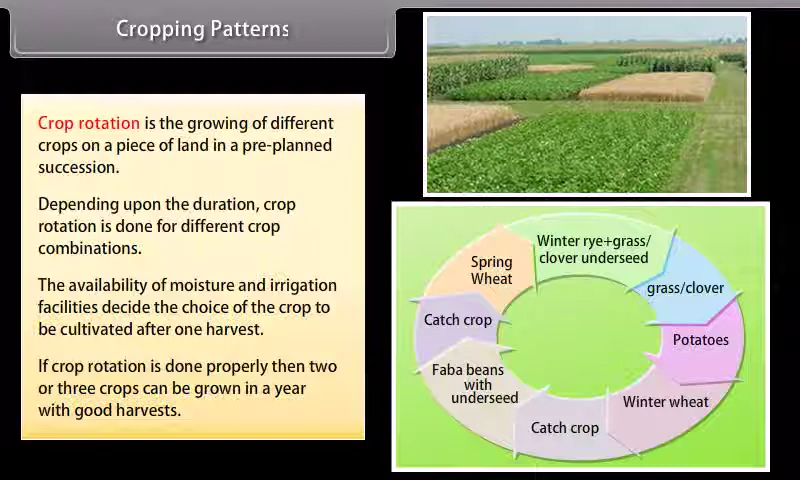 Cropping Patterns
Crop rotation is the growing of different
crops on a piece of land in a pre-planned
succession.
Depending upon the duration, crop
rotation is done for different crop
combinations.
The availability of moisture and irrigation
facilities decide the choice of the crop to
be cultivated after one harvest.
If crop rotation is done properly then two
or three crops can be grown in a year
with good harvests.
Winter rye+grass/
clover underseed
grass/clover
Potatoes
Winter wheat
Catch crop
Faba beans
with
underseed
Catch crop
Spring
Wheat